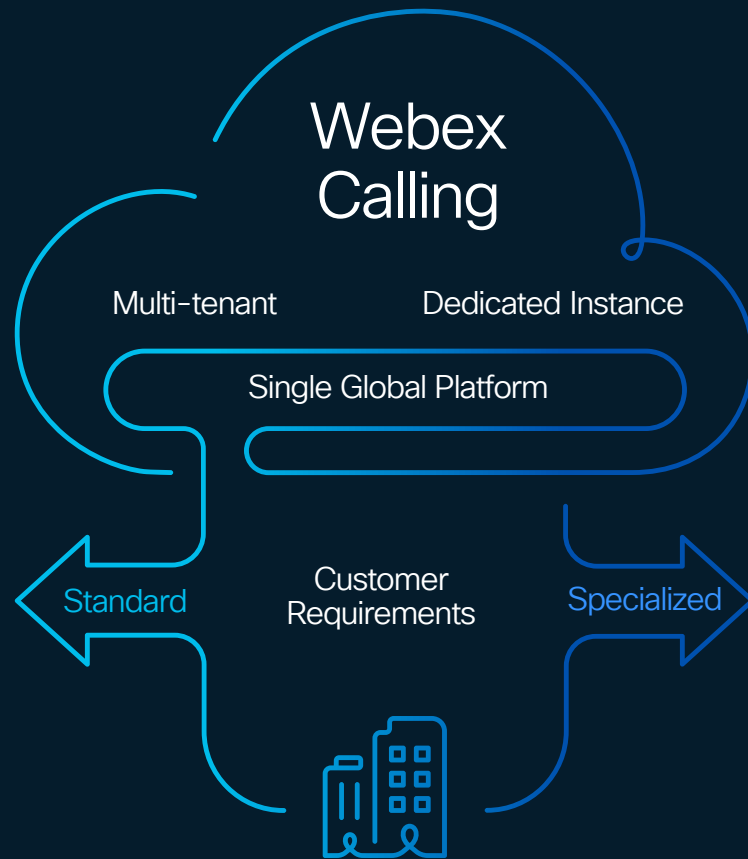 Webex
Calling
Multi-tenant
Dedicated Instance
Single Global Platform
Standard
Customer
Requirements
Specialized